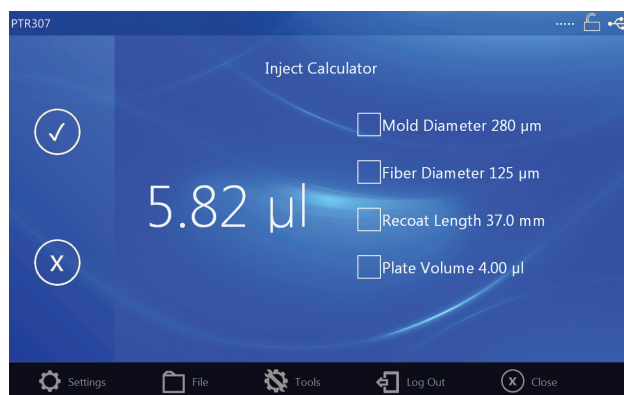 PTR307
Inject Calculator
Mold Diameter 280 µm
Fiber Diameter 125 µm
5.82 µl
Recoat Length 37.0 mm
X
Plate Volume 4.00 µl
Settings
File
Tools
Log Out
X
Close